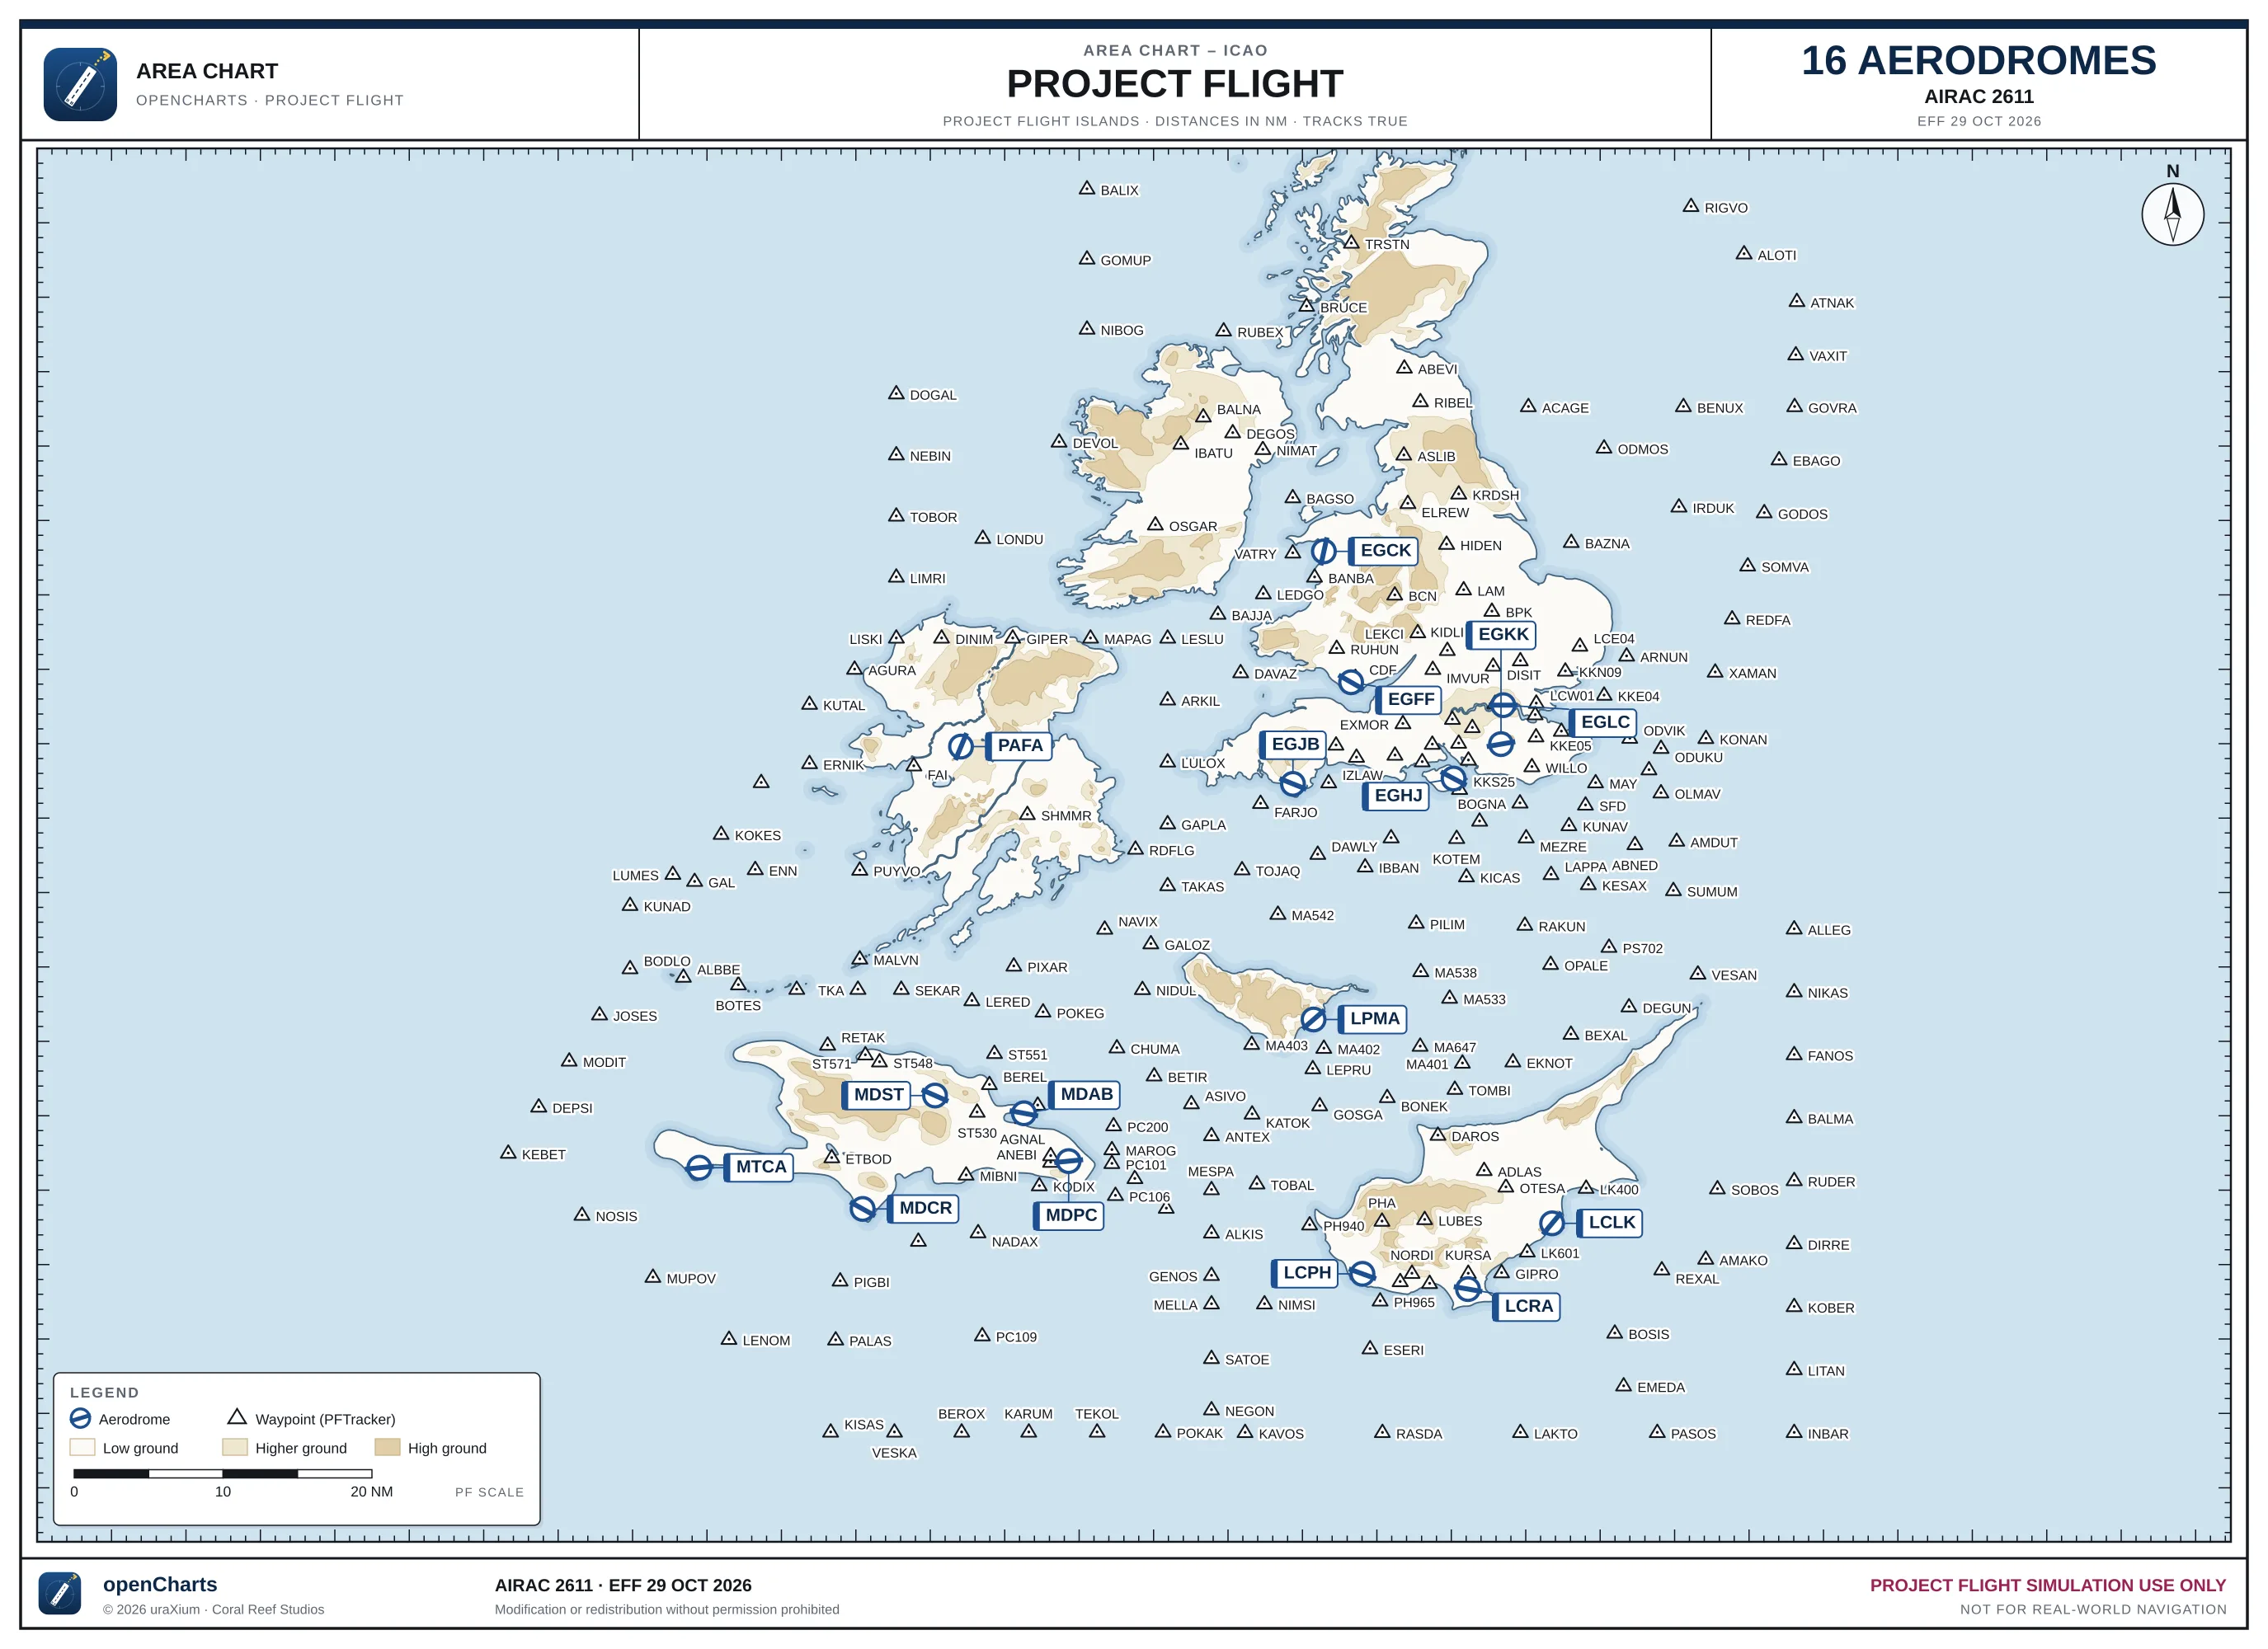 AREA CHART
OPENCHARTS · PROJECT FLIGHT
AREA CHART – ICAO
PROJECT FLIGHT
PROJECT FLIGHT ISLANDS · DISTANCES IN NM · TRACKS TRUE
16 AERODROMES
AIRAC 2611
EFF 29 OCT 2026
N
BALIX
RIGVO
TRSTN
ALOTI
GOMUP
ATNAK
BRUCE
NIBOG
RUBEX
VAXIT
ABEVI
DOGAL
RIBEL
BALNA
ACAGE
BENUX
GOVRA
DEGOS
DEVOL
IBATU
NIMAT
ODMOS
NEBIN
ASLIB
EBAGO
BAGSO
KRDSH
ELREW
IRDUK
GODOS
TOBOR
OSGAR
LONDU
VATRY
EGCK
HIDEN
BAZNA
SOMVA
LIMRI
BANBA
LEDGO
BCN
LAM
BAJJA
BPK
REDFA
LISKI
DINIM
GIPER
MAPAG
LESLU
LEKCI
KIDLI
EGKK
LCE04
RUHUN
ARNUN
AGURA
DAVAZ
CDF
IMVUR
DISIT
KKN09
XAMAN
KUTAL
ARKIL
EGFF
LCW01
KKE04
EXMOR
EGLC
ODVIK
KONAN
PAFA
EGJB
KKE05
ODUKU
ERNIK
FAI
LULOX
IZLAW
WILLO
KKS25
MAY
OLMAV
EGHJ
BOGNA
SFD
FARJO
SHMMR
GAPLA
KUNAV
KOKES
RDFLG
DAWLY
MEZRE
AMDUT
KOTEM
LUMES
GAL
ENN
PUYVO
TOJAQ
IBBAN
KICAS
LAPPA
ABNED
TAKAS
KESAX
SUMUM
KUNAD
MA542
NAVIX
PILIM
RAKUN
ALLEG
GALOZ
PS702
BODLO
ALBBE
MALVN
PIXAR
MA538
OPALE
VESAN
BOTES
TKA
SEKAR
LERED
NIDUL
MA533
NIKAS
JOSES
POKEG
LPMA
DEGUN
RETAK
BEXAL
MODIT
ST571
ST548
ST551
CHUMA
MA403
MA402
MA647
MA401
EKNOT
FANOS
BEREL
BETIR
LEPRU
MDST
MDAB
ASIVO
TOMBI
DEPSI
BONEK
GOSGA
KATOK
BALMA
ST530
AGNAL
PC200
ANTEX
DAROS
KEBET
ETBOD
ANEBI
MAROG
PC101
MTCA
MIBNI
KODIX
MESPA
TOBAL
ADLAS
OTESA
LK400
SOBOS
RUDER
PC106
MDCR
MDPC
PHA
NOSIS
PH940
LUBES
LCLK
NADAX
ALKIS
DIRRE
NORDI
KURSA
LK601
AMAKO
MUPOV
PIGBI
GENOS
LCPH
GIPRO
REXAL
MELLA
NIMSI
PH965
LCRA
KOBER
LENOM
PALAS
PC109
BOSIS
SATOE
ESERI
LITAN
EMEDA
NEGON
KISAS
VESKA
BEROX
KARUM
TEKOL
POKAK
KAVOS
RASDA
LAKTO
PASOS
INBAR
LEGEND
Aerodrome
Waypoint (PFTracker)
Low ground
Higher ground
High ground
0
10
20 NM
PF SCALE
openCharts
© 2026 uraXium · Coral Reef Studios
AIRAC 2611 · EFF 29 OCT 2026
Modification or redistribution without permission prohibited
PROJECT FLIGHT SIMULATION USE ONLY
NOT FOR REAL-WORLD NAVIGATION